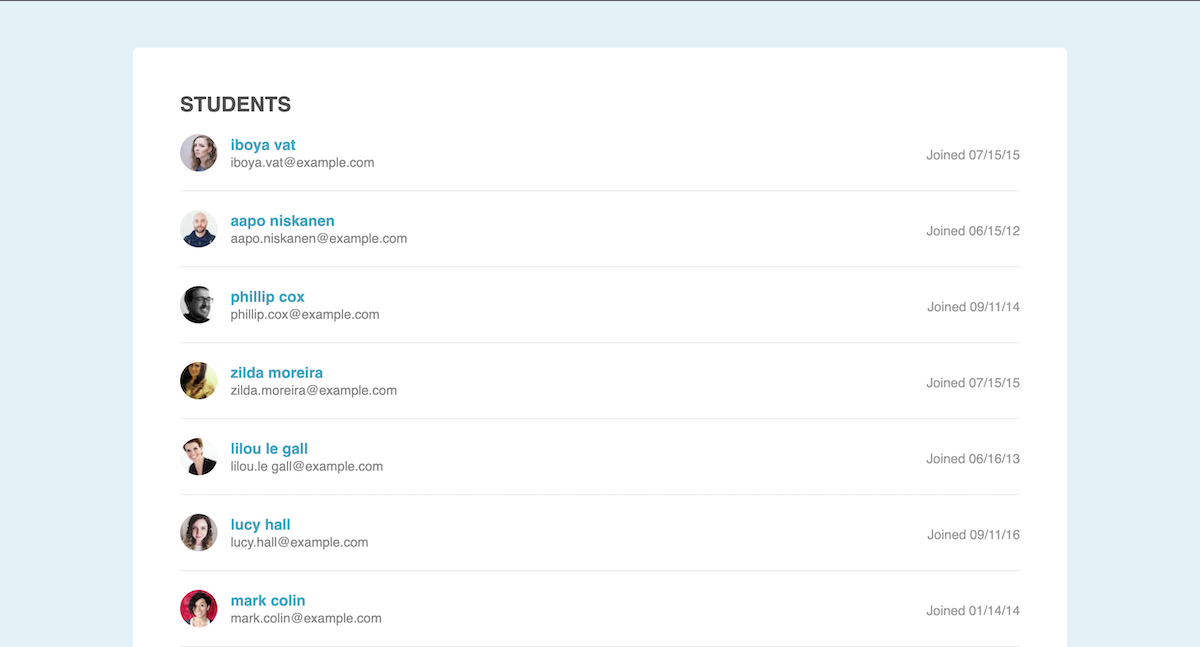 STUDENTS
iboya vat
iboya.vat@example.com
Joined 07/15/15
aapo niskanen
aapo.niskanen@example.com
Joined 06/15/12
phillip cox
phillip.cox@example.com
Joined 09/11/14
zilda moreira
zilda.moreira@example.com
Joined 07/15/15
lilou le gall
lilou.le gall@example.com
Joined 06/16/13
lucy hall
lucy.hall@example.com
Joined 09/11/16
mark colin
mark.colin@example.com
Joined 01/14/14